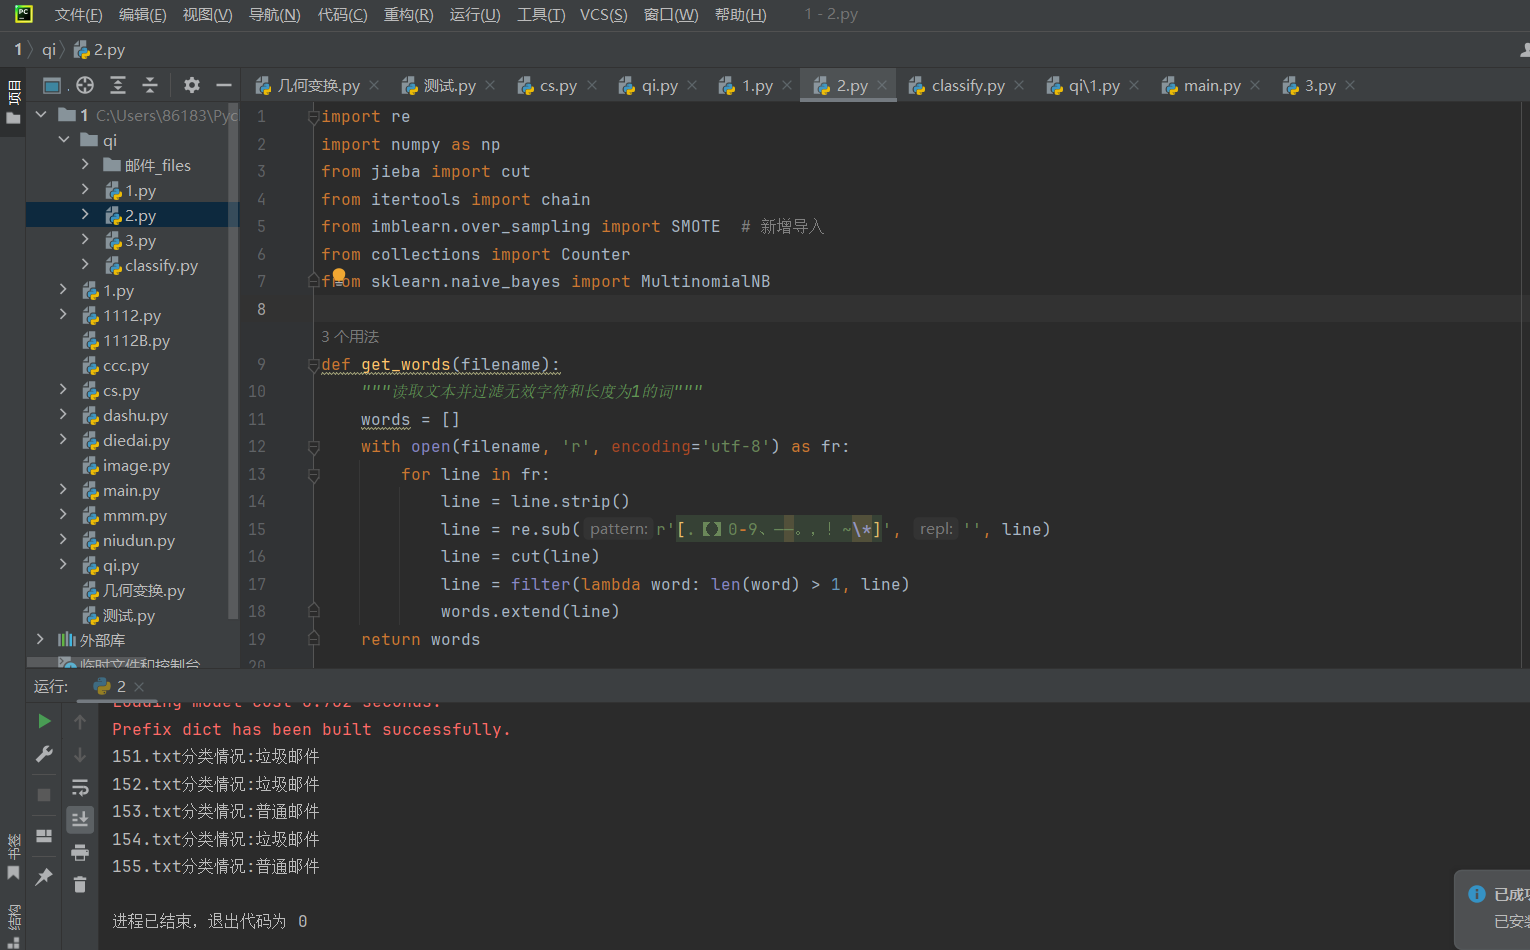 文件(F) 编辑(E) 视图(V) 导航(N) 代码(C) 重构(R) 运行(U) 工具(T) VCS(S) 窗口(W) 帮助(H) 1 - 2.py
1 qi 2.py
项目
几何变换.py 测试.py cs.py qi.py 1.py 2.py classify.py qi\1.py main.py 3.py
1 C:\Users\86183\Pyc
qi
邮件_files
1.py
2.py
3.py
classify.py
1.py
1112.py
1112B.py
ccc.py
cs.py
dashu.py
diedai.py
image.py
main.py
mmm.py
niudun.py
qi.py
几何变换.py
测试.py
外部库
临时文件和控制台
1 import re
2 import numpy as np
3 from jieba import cut
4 from itertools import chain
5 from imblearn.over_sampling import SMOTE  # 新增导入
6 from collections import Counter
7 from sklearn.naive_bayes import MultinomialNB
8
3 个用法
9 def get_words(filename):
10     """读取文本并过滤无效字符和长度为1的词"""
11     words = []
12     with open(filename, 'r', encoding='utf-8') as fr:
13         for line in fr:
14             line = line.strip()
15             line = re.sub( pattern: r'[.【】0-9、——。,！~\*]', repl: '', line)
16             line = cut(line)
17             line = filter(lambda word: len(word) > 1, line)
18             words.extend(line)
19     return words
20
运行: 2
Loading model cost 0.702 seconds.
Prefix dict has been built successfully.
151.txt分类情况:垃圾邮件
152.txt分类情况:垃圾邮件
153.txt分类情况:普通邮件
154.txt分类情况:垃圾邮件
155.txt分类情况:普通邮件
进程已结束，退出代码为 0
书签
结构
已成功
已安装